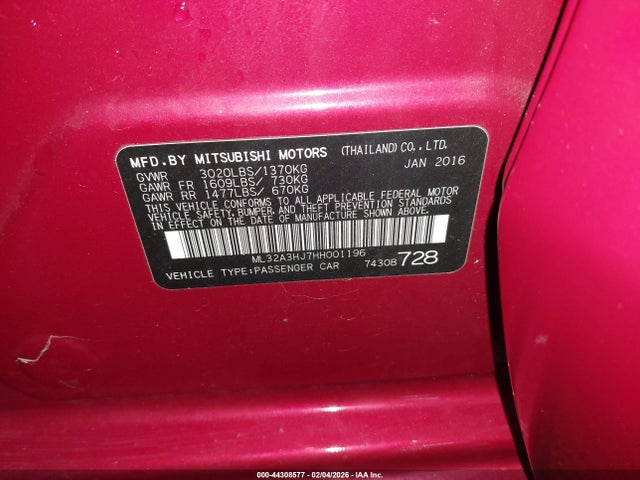 MFD.BY MITSUBISHI MOTORS (THAILAND) CO.,LTD.
GVWR 3020LBS/1370KG JAN 2016
GAWR FR 1609LBS/ 730KG
GAWR RR 1477LBS/ 670KG
THIS VEHICLE CONFORMS TO ALL APPLICABLE FEDERAL MOTOR
VEHICLE SAFETY, BUMPER, AND THEFT PREVENTION STANDARDS
IN EFFECT ON THE DATE OF MANUFACTURE SHOWN ABOVE.
ML32A3HJ7HH001196
VEHICLE TYPE:PASSENGER CAR 7430B 728
000-44308577 - 02/04/2026 - IAA Inc.